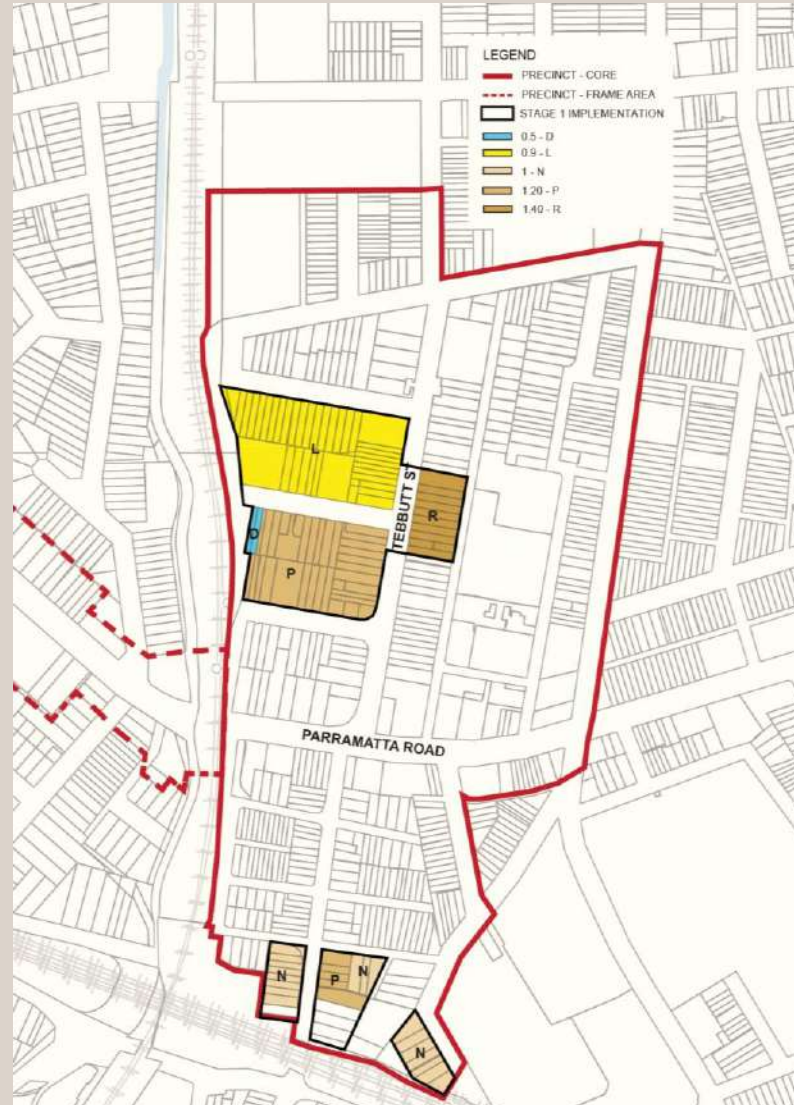 LEGEND
PRECINCT - CORE
PRECINCT - FRAME AREA
STAGE 1 IMPLEMENTATION
0.5 - D
0.9 - L
1 - N
1.20 - P
1.40 - R
L
TEBBUTT ST
R
D
P
PARRAMATTA ROAD
N
P
N
N